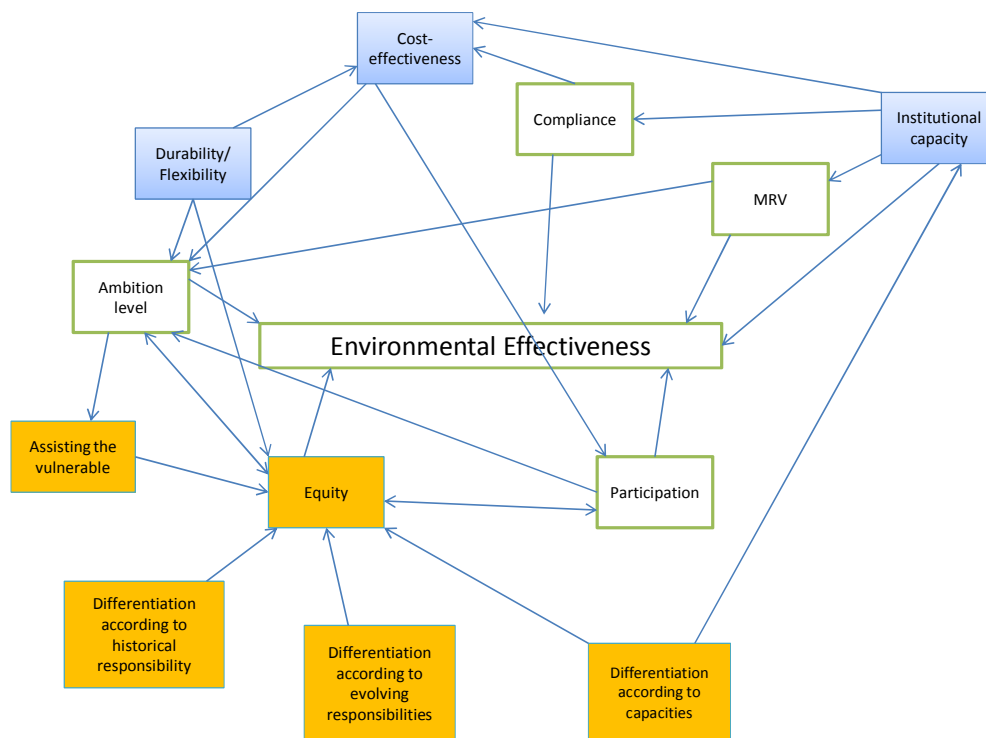 Cost-
effectiveness
Compliance
Institutional
capacity
Durability/
Flexibility
MRV
Ambition
level
Environmental Effectiveness
Assisting the
vulnerable
Equity
Participation
Differentiation
according to
historical
responsibility
Differentiation
according to
evolving
responsibilities
Differentiation
according to
capacities